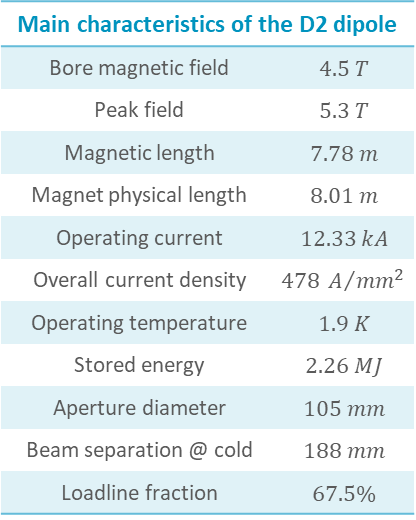 Main characteristics of the D2 dipole
Bore magnetic field 4.5 T
Peak field 5.3 T
Magnetic length 7.78 m
Magnet physical length 8.01 m
Operating current 12.33 kA
Overall current density 478 A/mm²
Operating temperature 1.9 K
Stored energy 2.26 MJ
Aperture diameter 105 mm
Beam separation @ cold 188 mm
Loadline fraction 67.5%